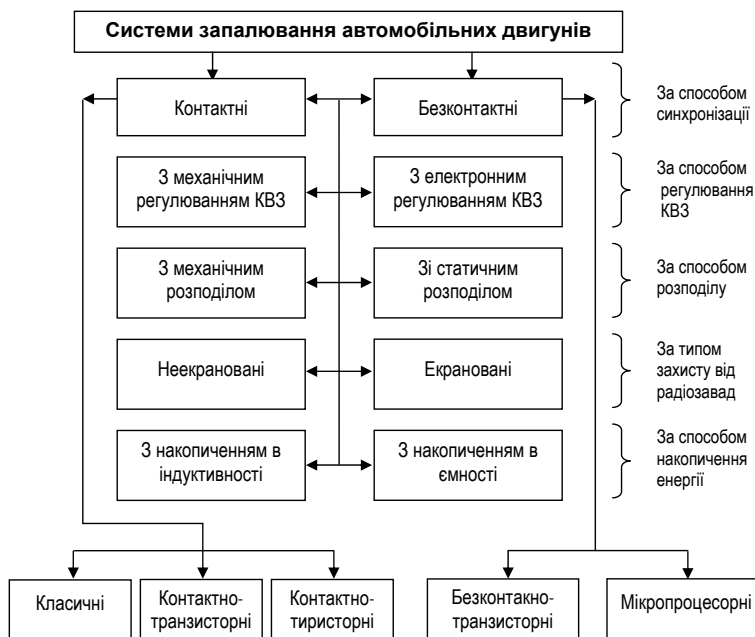 Системи запалювання автомобільних двигунів
Контактні
Безконтактні
За способом
синхронізації
З механічним
регулюванням КВЗ
З електронним
регулюванням КВЗ
За способом
регулювання
КВЗ
З механічним
розподілом
Зі статичним
розподілом
За способом
розподілу
Неекрановані
Екрановані
За типом
захисту від
радіозавад
З накопиченням в
індуктивності
З накопиченням в
ємності
За способом
накопичення
енергії
Класичні
Контактно-
транзисторні
Контактно-
тиристорні
Безконтакно-
транзисторні
Мікропроцесорні